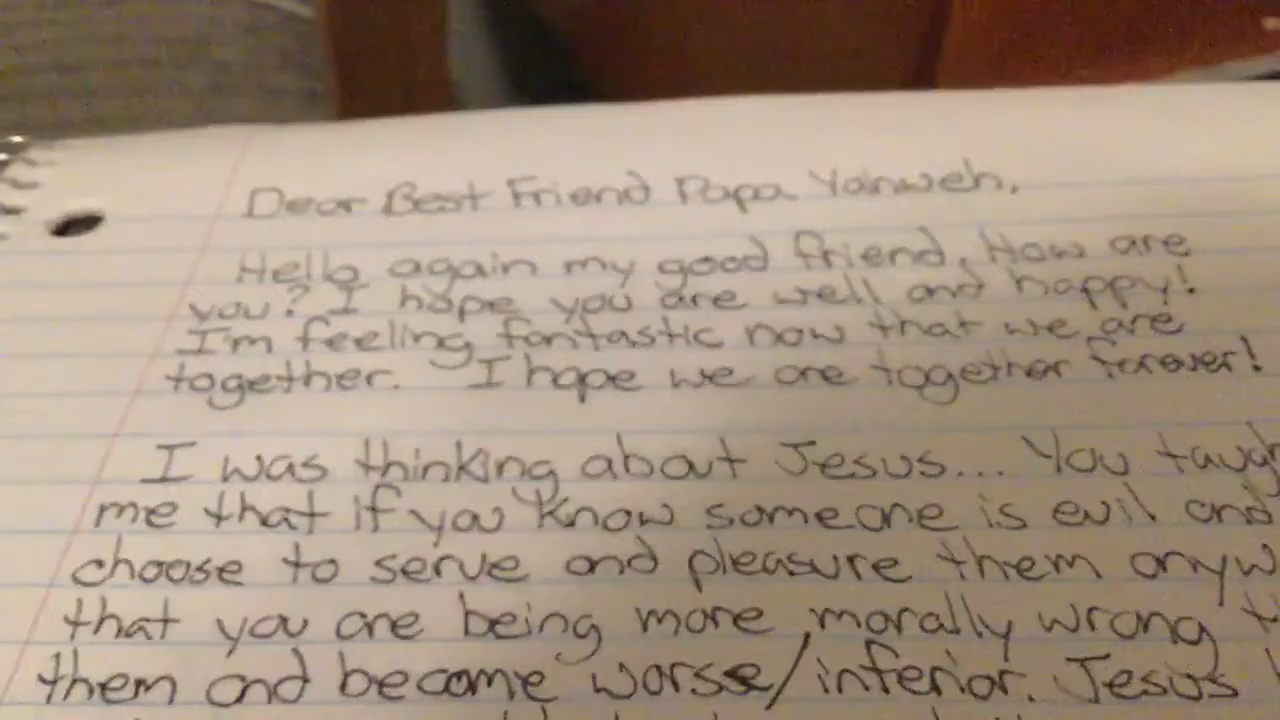 Dear Best Friend Papa Yahweh.
Hello again my good friend. How are
you? I hope you are well and happy!
I'm feeling fantastic now that we are
together. I hope we are together forever!
I was thinking about Jesus... You
me that if you know someone is evil and
choose to serve and pleasure them
that you are being more morally wrong
them and become worse/inferior. Jesus